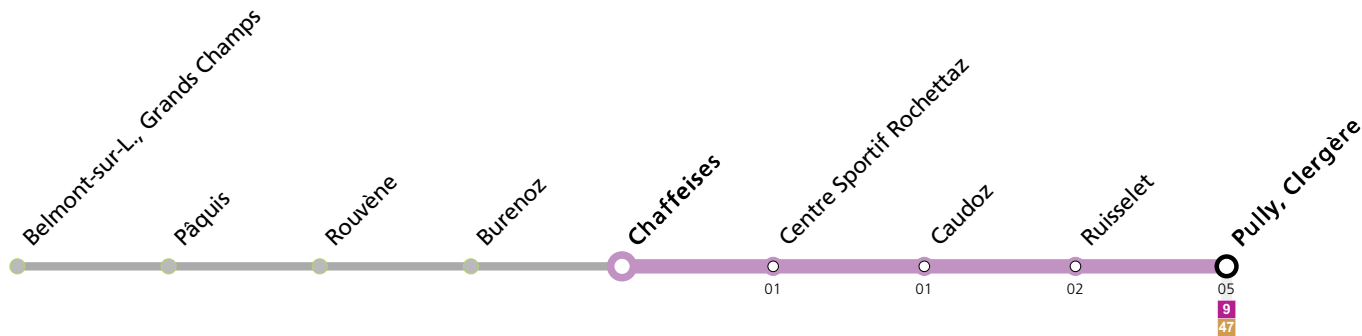 Belmont-sur-L., Grands Champs
Pâquis
Rouvène
Burenoz
Chaffeises
Centre Sportif Rochettaz
Caudoz
Ruisselet
Pully, Clergère
01
01
02
05
9
47